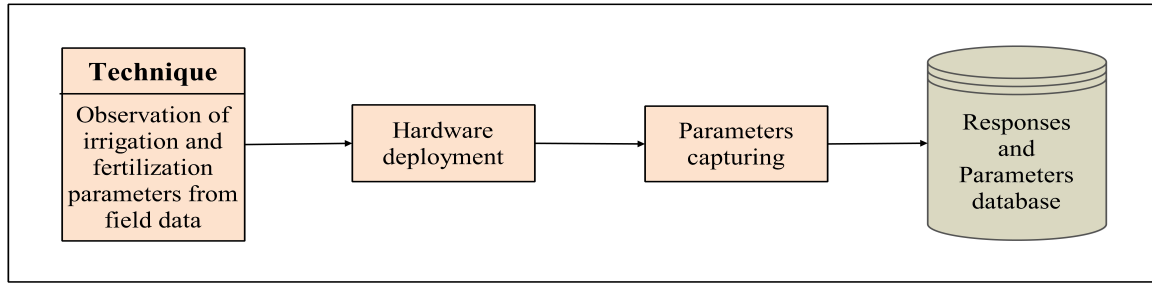 Technique
Observation of
irrigation and
fertilization
parameters from
field data
Hardware
deployment
Parameters
capturing
Responses
and
Parameters
database